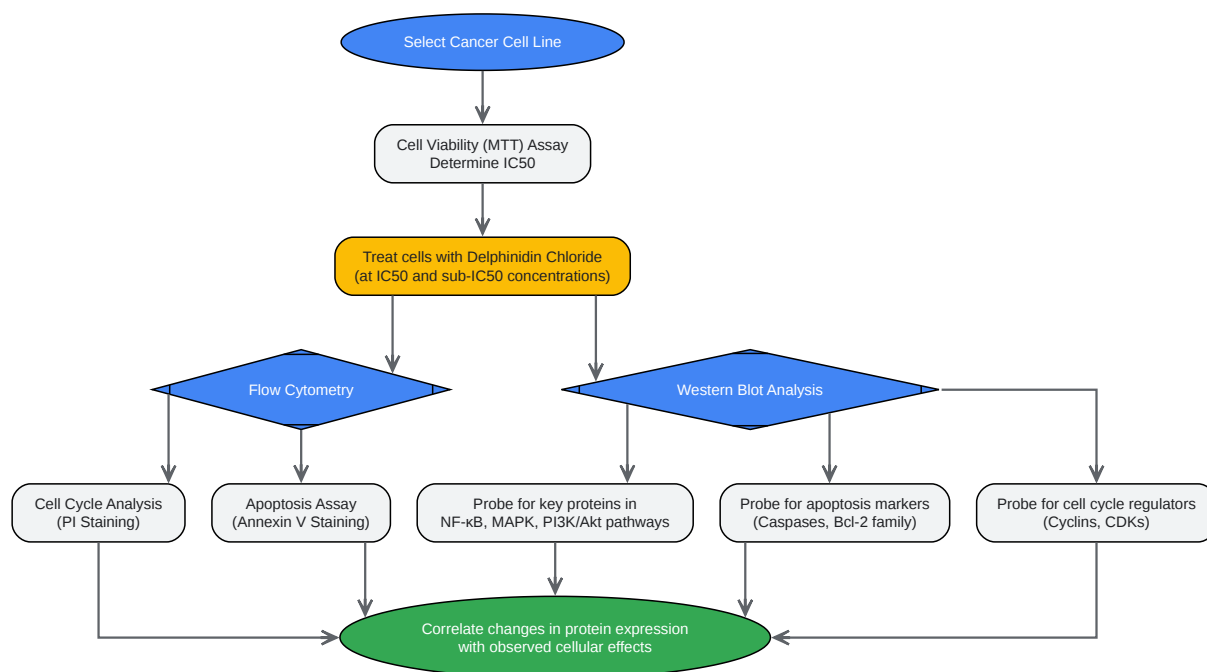 Select Cancer Cell Line
Cell Viability (MTT) Assay
Determine IC50
Treat cells with Delphinidin Chloride
(at IC50 and sub-IC50 concentrations)
Flow Cytometry
Western Blot Analysis
Cell Cycle Analysis
(PI Staining)
Apoptosis Assay
(Annexin V Staining)
Probe for key proteins in
NF-κB, MAPK, PI3K/Akt pathways
Probe for apoptosis markers
(Caspases, Bcl-2 family)
Probe for cell cycle regulators
(Cyclins, CDKs)
Correlate changes in protein expression
with observed cellular effects